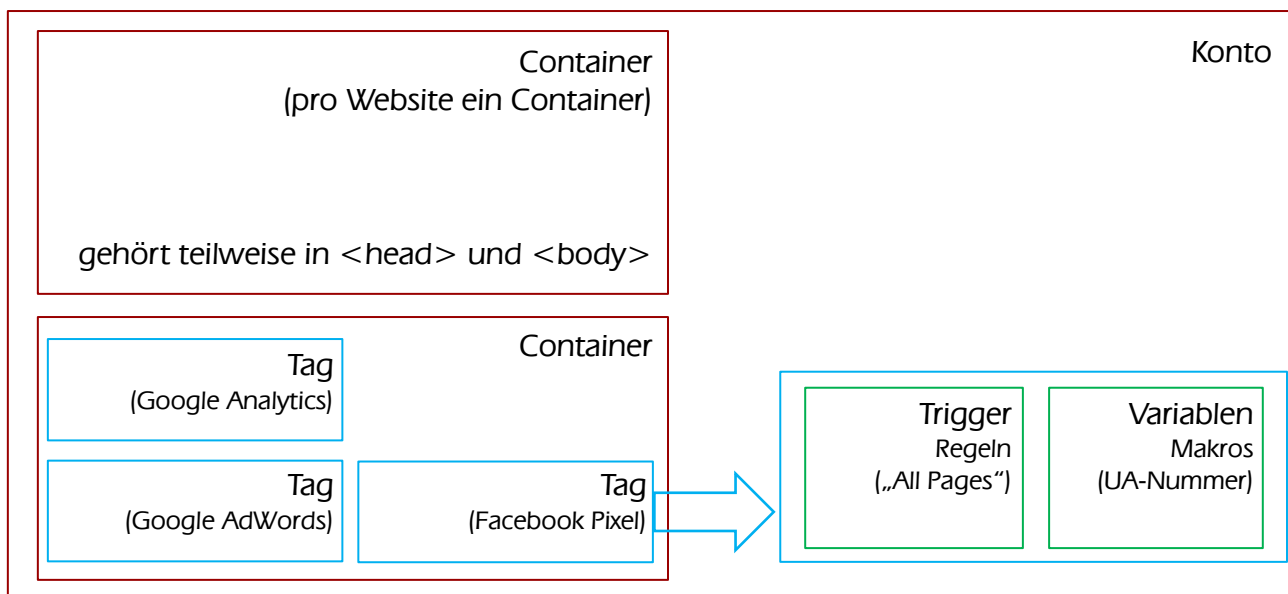 Konto
Container
(pro Website ein Container)
gehört teilweise in <head> und <body>
Container
Tag
(Google Analytics)
Tag
(Google AdWords)
Tag
(Facebook Pixel)
Trigger
Regeln
(„All Pages“)
Variablen
Makros
(UA-Nummer)